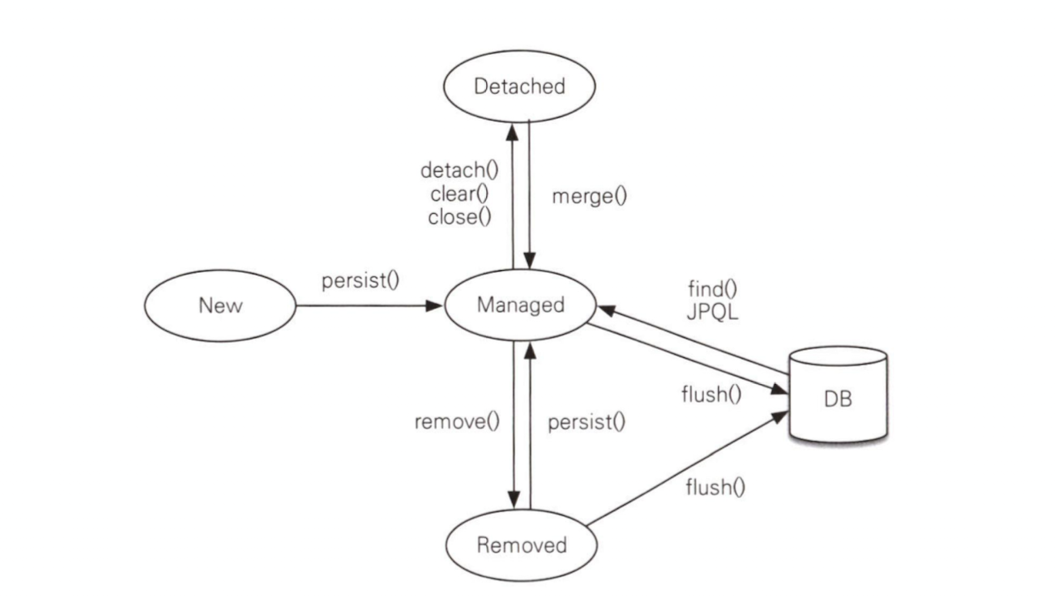 Detached
detach()
clear()
close()
merge()
New
persist()
Managed
find()
JPQL
flush()
DB
remove()
persist()
flush()
Removed